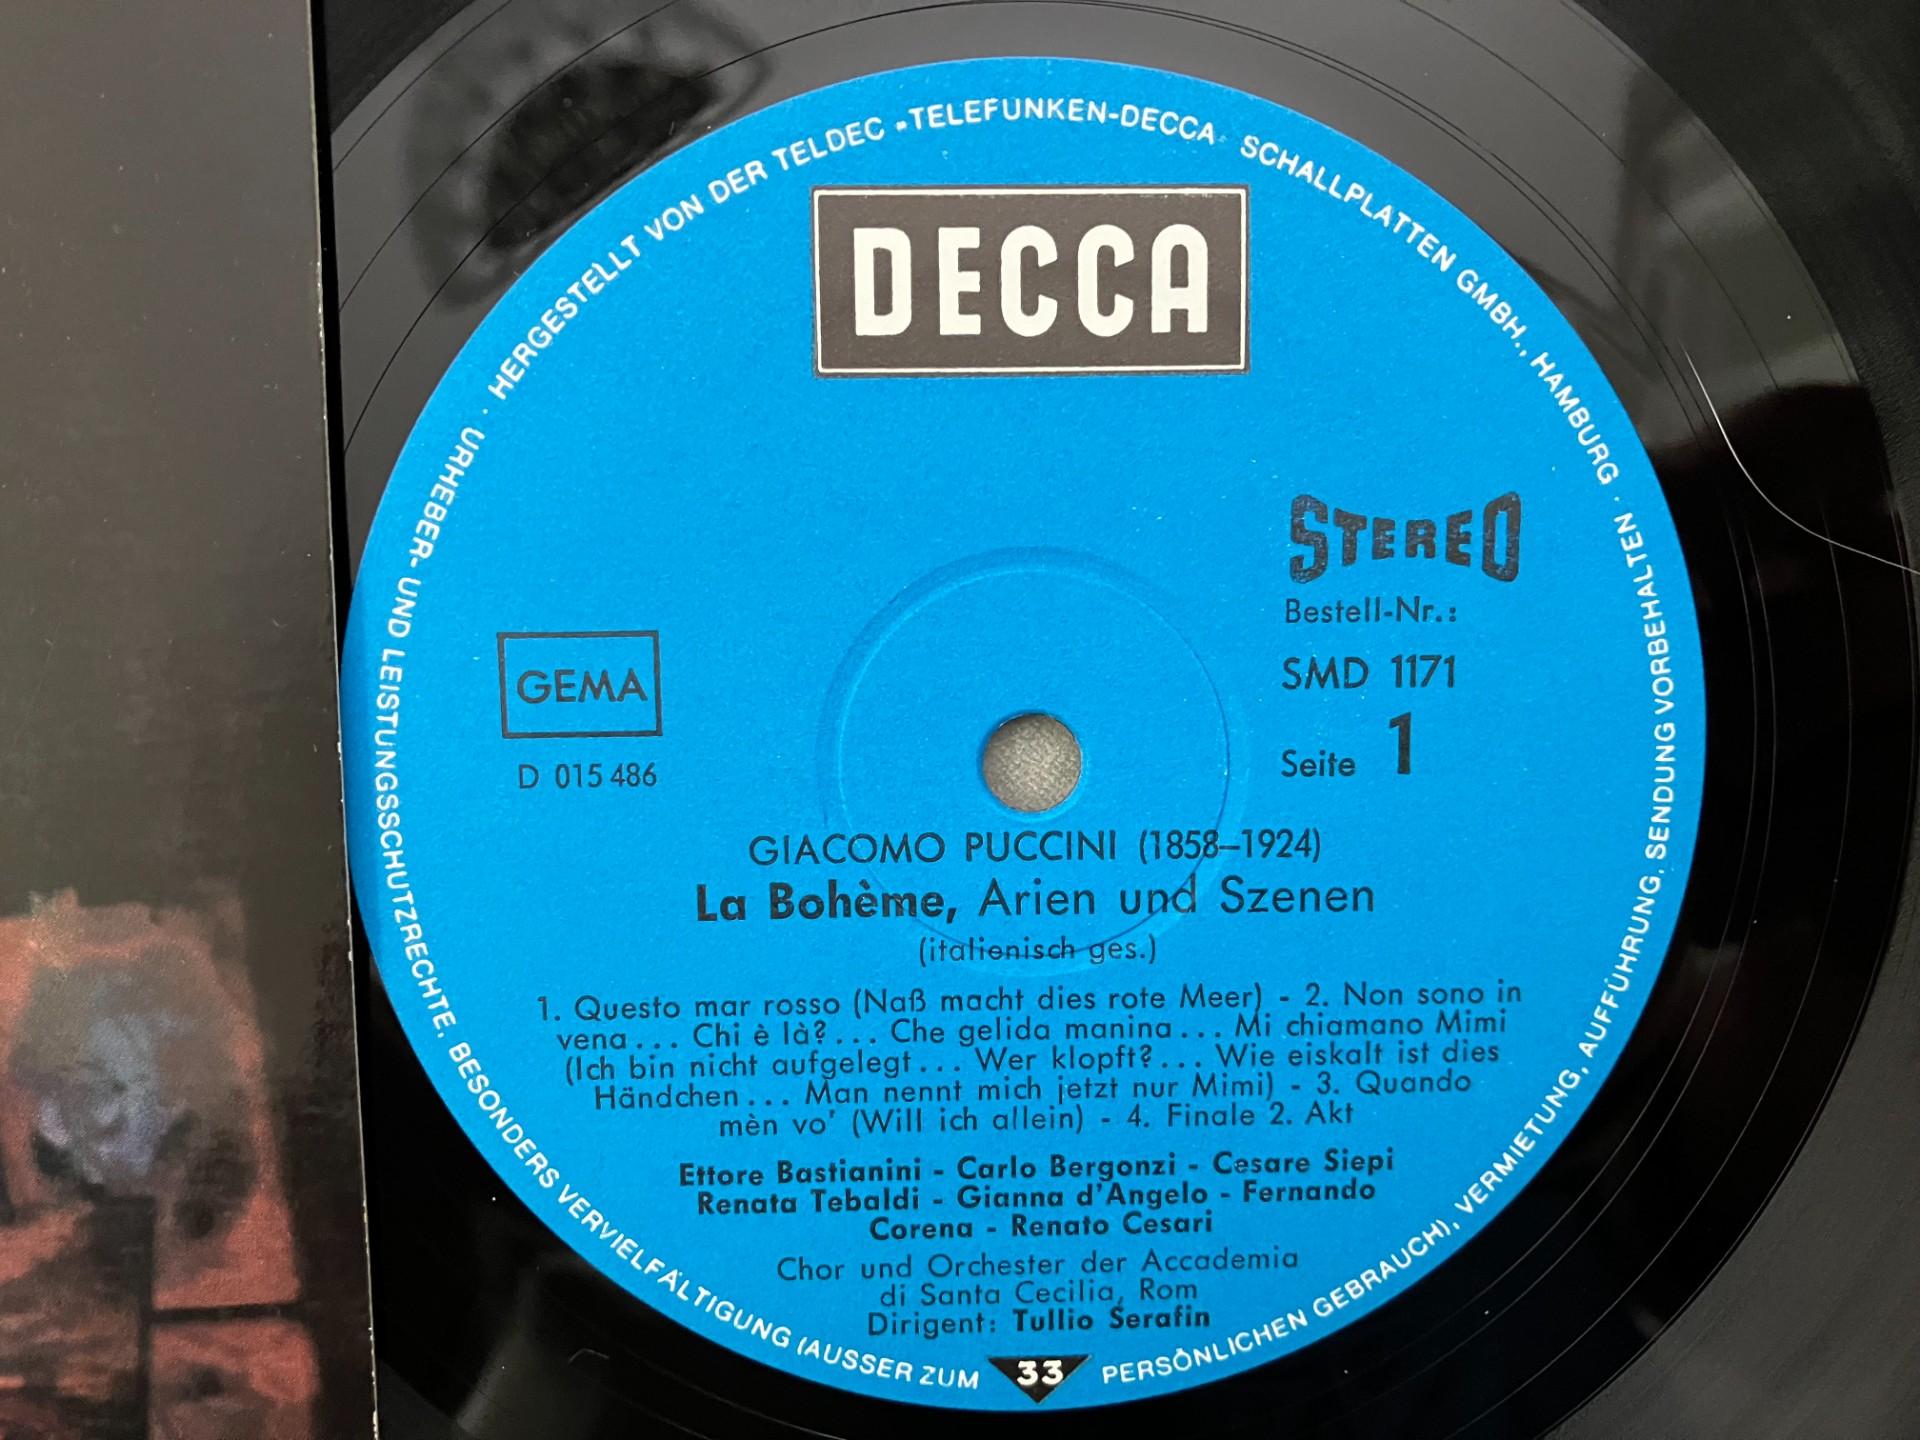 HERGESTELLT VON DER TELDEC »TELEFUNKEN-DECCA« SCHALLPLATTEN GMBH., HAMBURG · URHEBER- UND LEISTUNGSSCHUTZRECHTE, BESONDERS VERVIELFÄLTIGUNG (AUSSER ZUM PERSÖNLICHEN GEBRAUCH), VERMIETUNG, AUFFÜHRUNG, SENDUNG VORBEHALTEN ·
DECCA
STEREO
Bestell-Nr.:
SMD 1171
Seite 1
GEMA
D 015 486
GIACOMO PUCCINI (1858–1924)
La Bohème, Arien und Szenen
(italienisch ges.)
1. Questo mar rosso (Naß macht dies rote Meer) - 2. Non sono in
vena... Chi è là?... Che gelida manina... Mi chiamano Mimi
(Ich bin nicht aufgelegt... Wer klopft?... Wie eiskalt ist dies
Händchen... Man nennt mich jetzt nur Mimi) - 3. Quando
mèn vo' (Will ich allein) - 4. Finale 2. Akt
Ettore Bastianini - Carlo Bergonzi - Cesare Siepi
Renata Tebaldi - Gianna d'Angelo - Fernando
Corena - Renato Cesari
Chor und Orchester der Accademia
di Santa Cecilia, Rom
Dirigent: Tullio Serafin
33